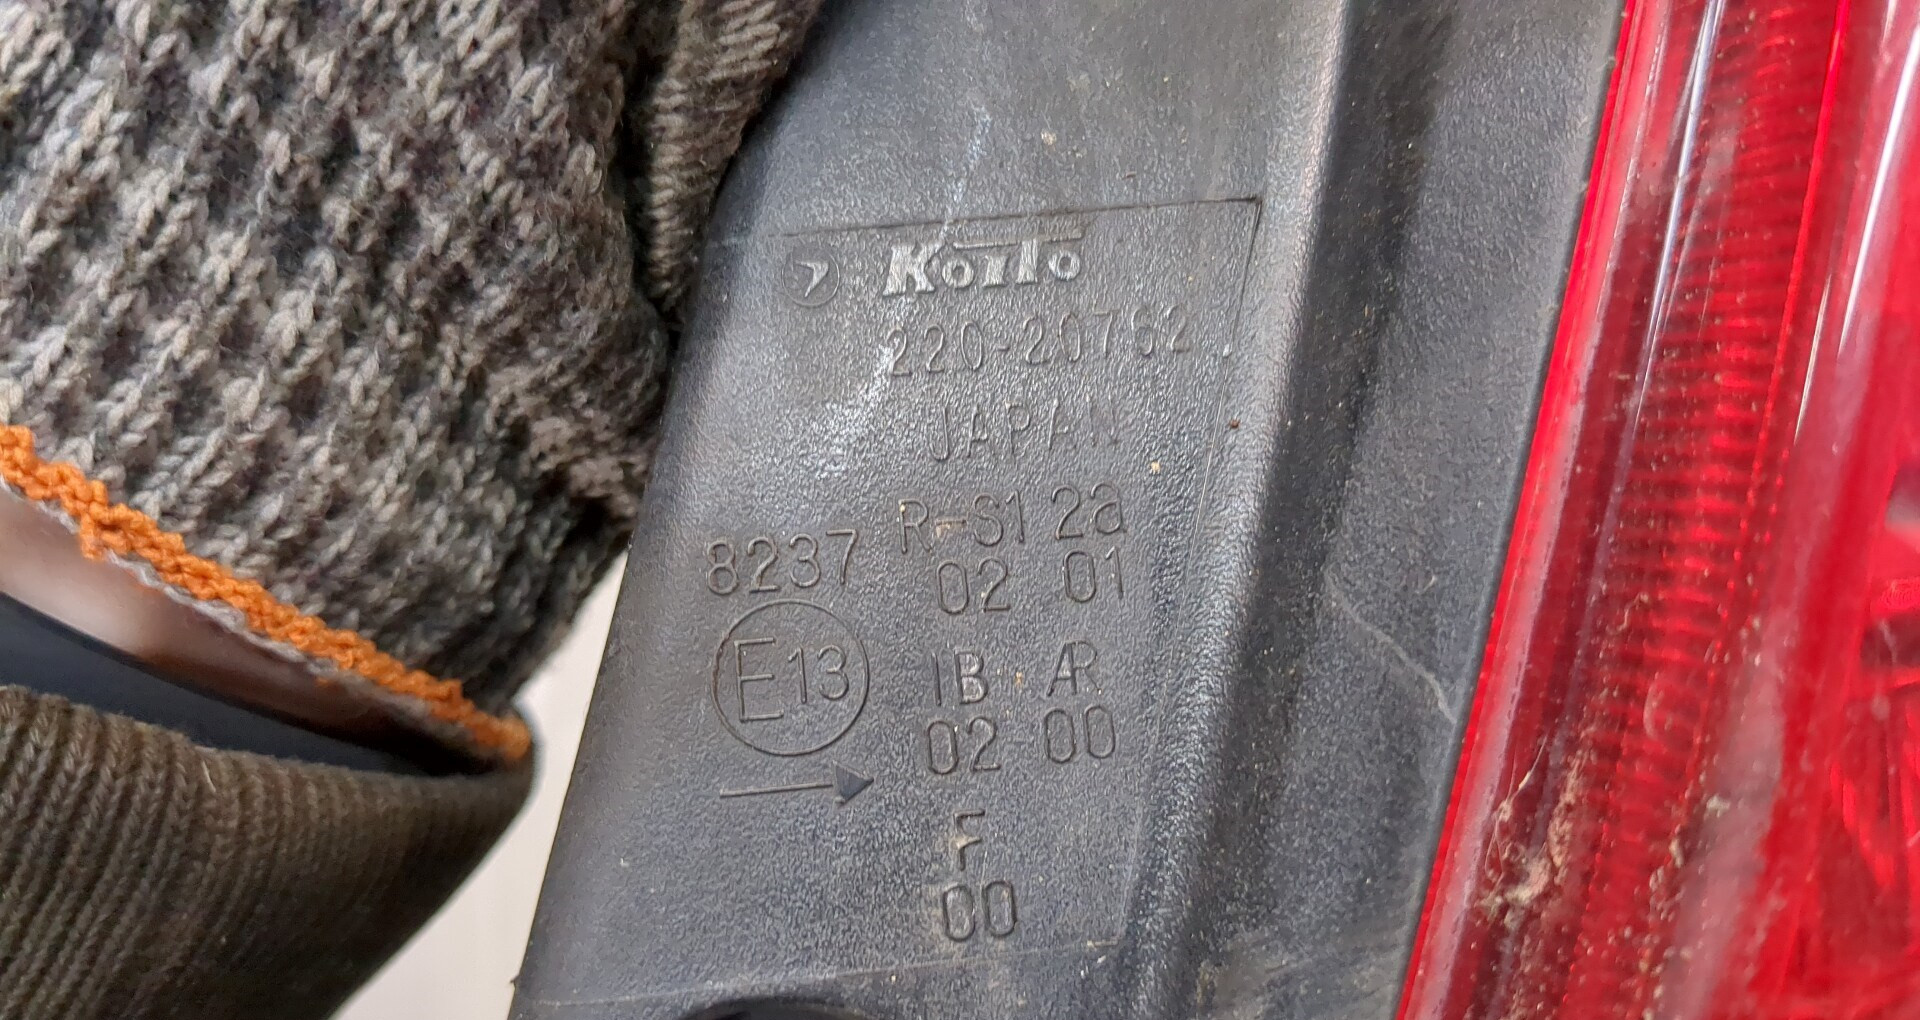 KoITo
220-20762
JAPAN
8237 R-S1 2a
02 01
E13 IB AR
02 00
F
00